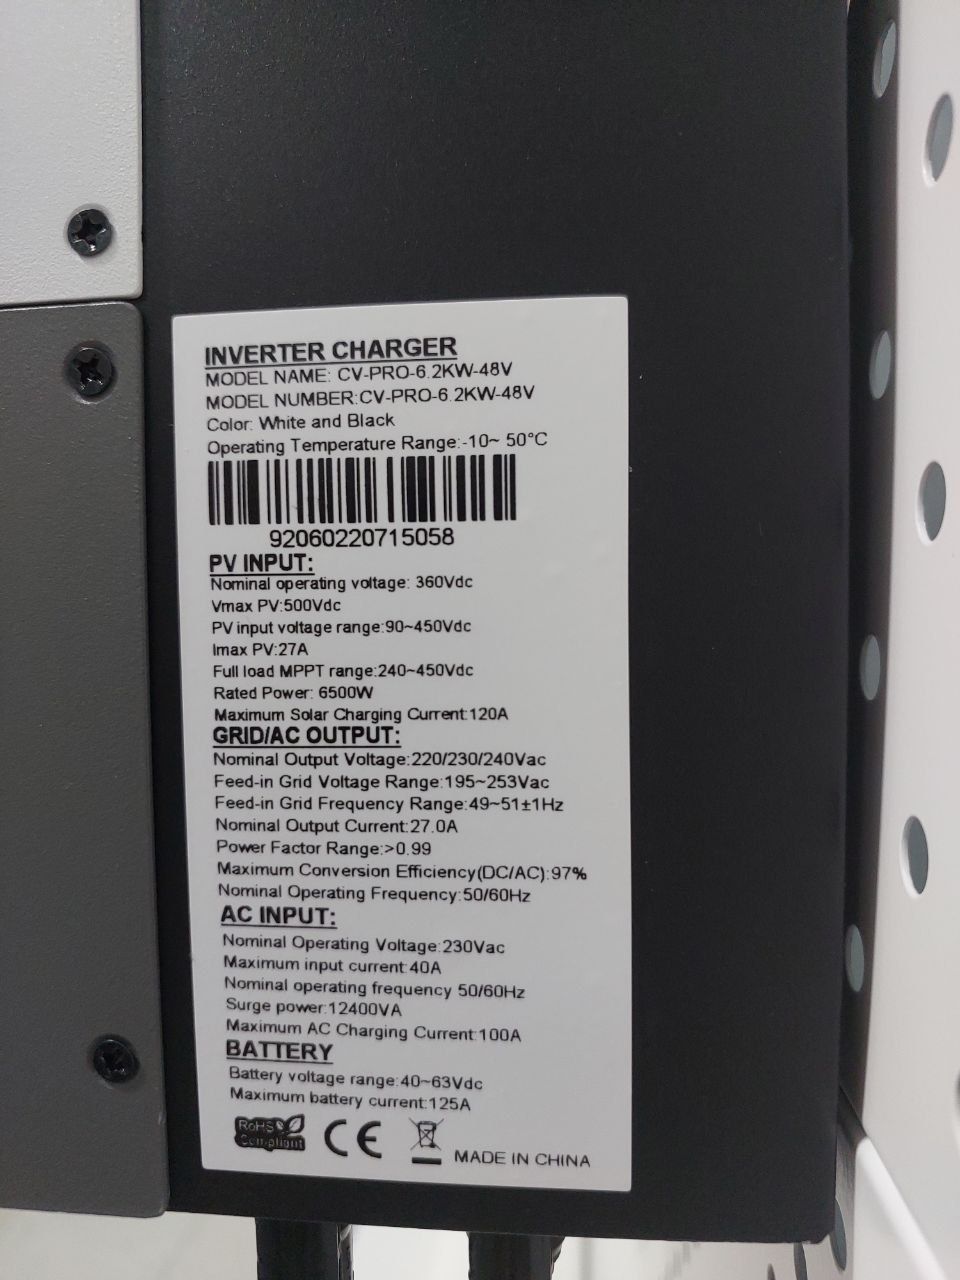 INVERTER CHARGER
MODEL NAME: CV-PRO-6.2KW-48V
MODEL NUMBER:CV-PRO-6.2KW-48V
Color: White and Black
Operating Temperature Range:-10~ 50°C
92060220715058
PV INPUT:
Nominal operating voltage: 360Vdc
Vmax PV:500Vdc
PV input voltage range:90~450Vdc
Imax PV:27A
Full load MPPT range:240~450Vdc
Rated Power: 6500W
Maximum Solar Charging Current:120A
GRID/AC OUTPUT:
Nominal Output Voltage:220/230/240Vac
Feed-in Grid Voltage Range:195~253Vac
Feed-in Grid Frequency Range:49~51±1Hz
Nominal Output Current:27.0A
Power Factor Range:>0.99
Maximum Conversion Efficiency(DC/AC):97%
Nominal Operating Frequency:50/60Hz
AC INPUT:
Nominal Operating Voltage:230Vac
Maximum input current:40A
Nominal operating frequency 50/60Hz
Surge power:12400VA
Maximum AC Charging Current:100A
BATTERY
Battery voltage range:40~63Vdc
Maximum battery current:125A
RoHS
Compliant
CE
MADE IN CHINA